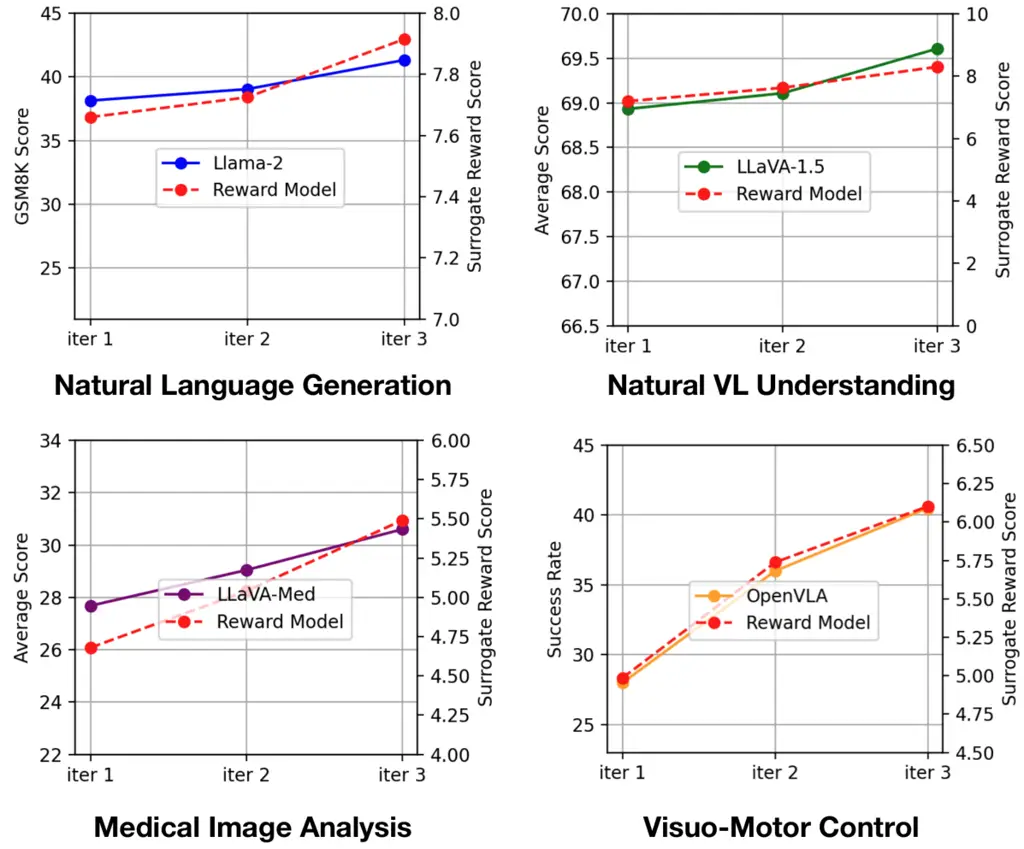 45
40
35
30
25
GSM8K Score
8.0
7.8
7.6
7.4
7.2
7.0
Surrogate Reward Score
Llama-2
Reward Model
iter 1
iter 2
iter 3
Natural Language Generation
70.0
69.5
69.0
68.5
68.0
67.5
67.0
66.5
Average Score
10
8
6
4
2
0
Surrogate Reward Score
LLaVA-1.5
Reward Model
iter 1
iter 2
iter 3
Natural VL Understanding
34
32
30
28
26
24
22
Average Score
6.00
5.75
5.50
5.25
5.00
4.75
4.50
4.25
4.00
Surrogate Reward Score
LLaVA-Med
Reward Model
iter 1
iter 2
iter 3
Medical Image Analysis
45
40
35
30
25
Success Rate
6.50
6.25
6.00
5.75
5.50
5.25
5.00
4.75
4.50
Surrogate Reward Score
OpenVLA
Reward Model
iter 1
iter 2
iter 3
Visuo-Motor Control